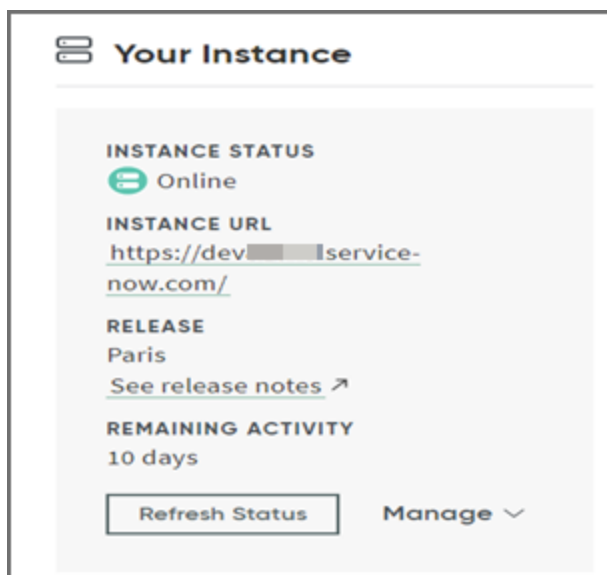 Your Instance
INSTANCE STATUS
Online
INSTANCE URL
https://dev service-
now.com/
RELEASE
Paris
See release notes ↗
REMAINING ACTIVITY
10 days
Refresh Status
Manage